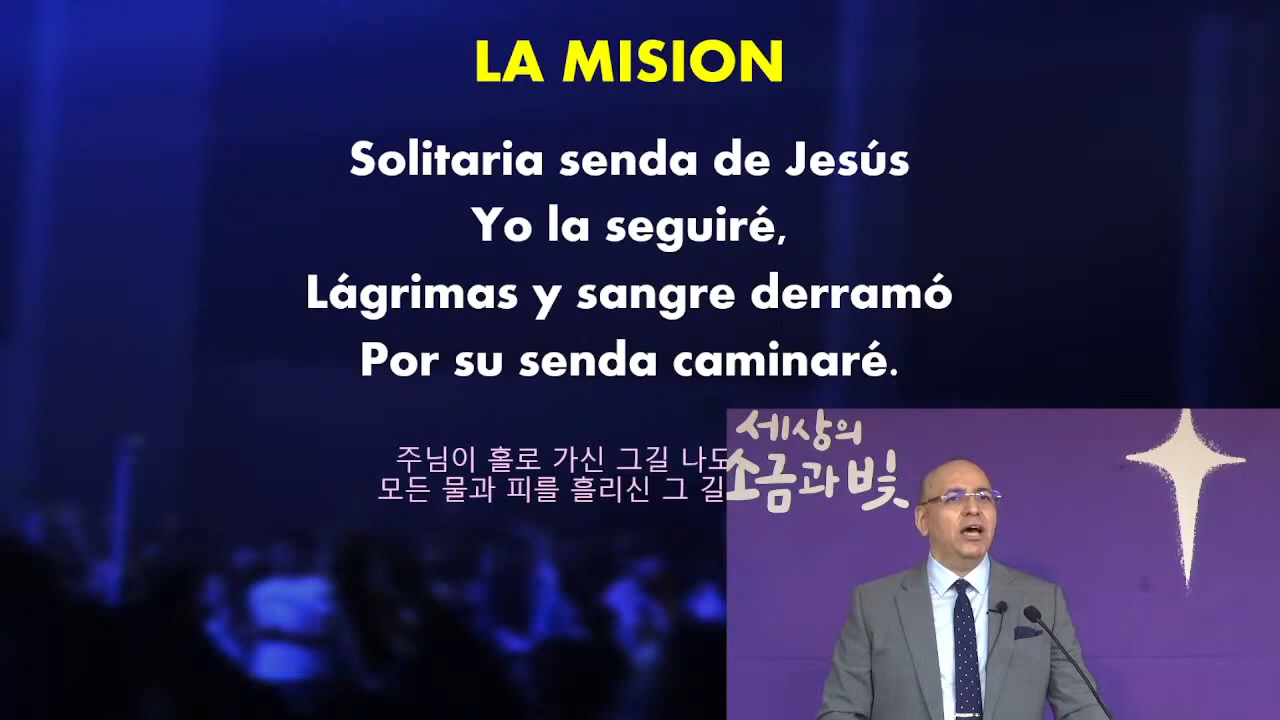 LA MISION
Solitaria senda de Jesús
Yo la seguiré,
Lágrimas y sangre derramó
Por su senda caminaré.
주님이 홀로 가신 그길 나도
모든 물과 피를 흘리신 그 길
세상의
소금과 빛